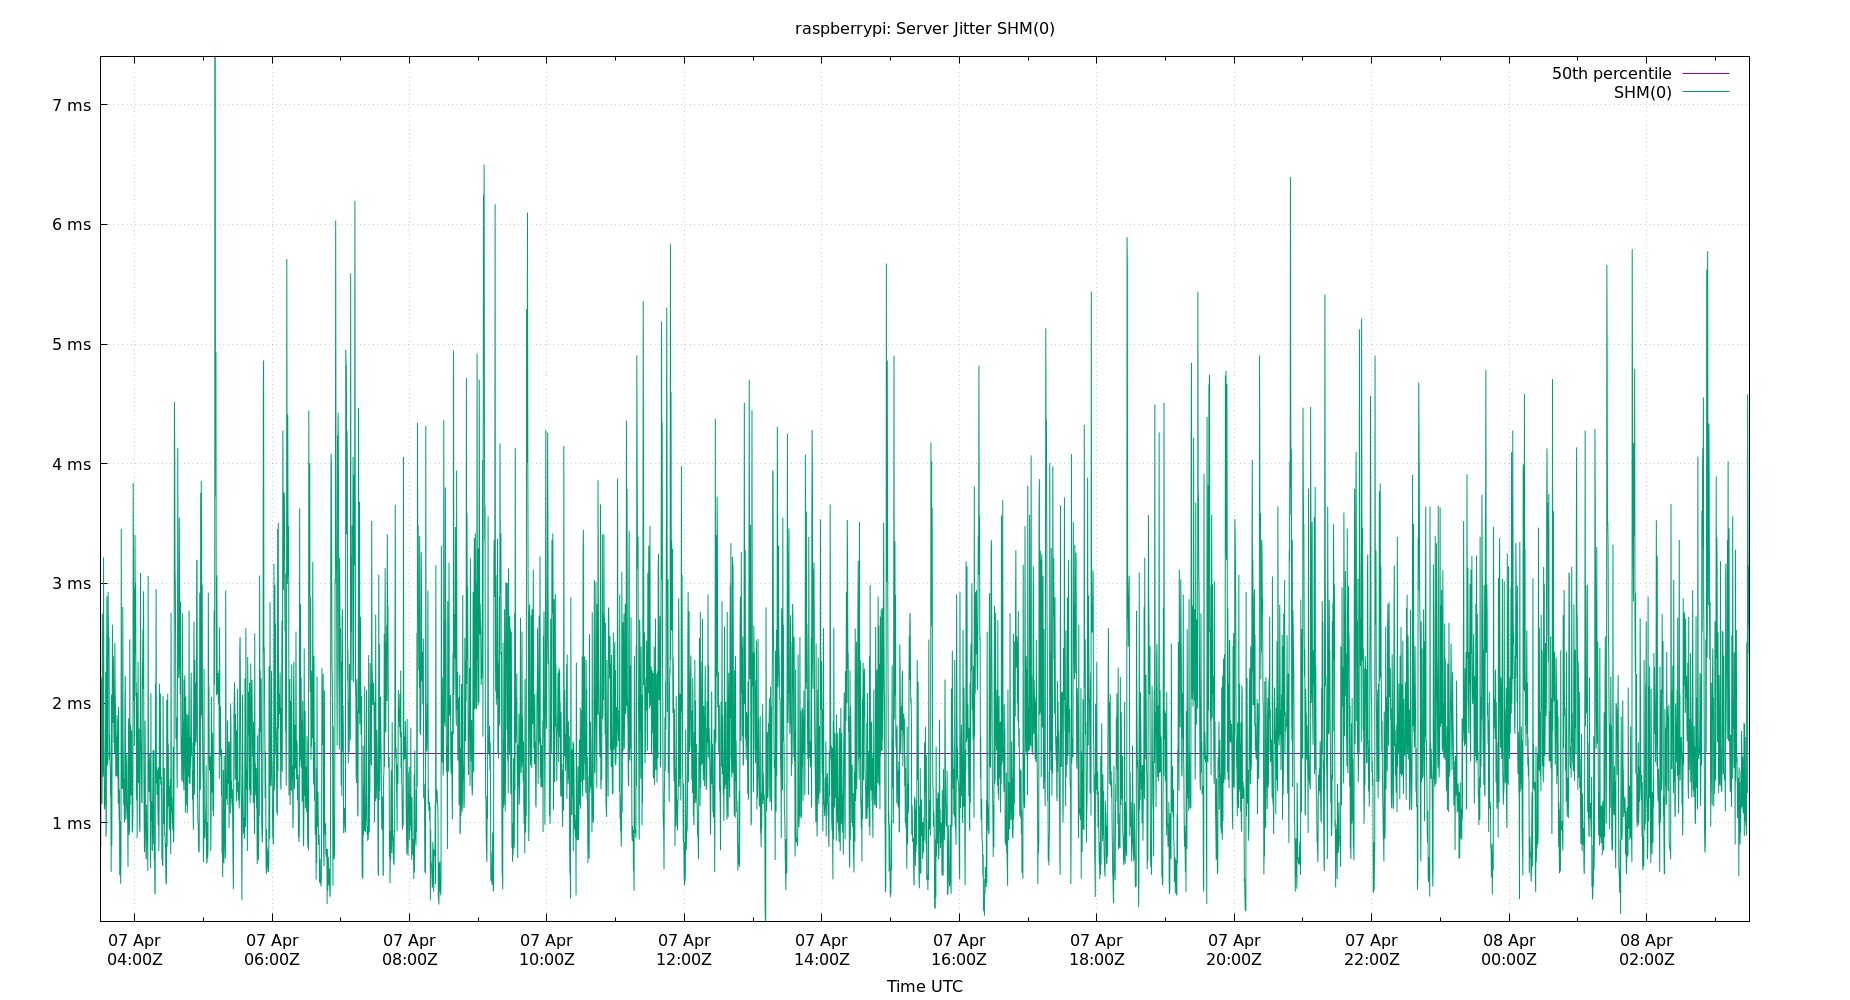 raspberrypi: Server Jitter SHM(0)
50th percentile
SHM(0)
7 ms
6 ms
5 ms
4 ms
3 ms
2 ms
1 ms
07 Apr 07 Apr 07 Apr 07 Apr 07 Apr 07 Apr 07 Apr 07 Apr 07 Apr 07 Apr 08 Apr 08 Apr
04:00Z 06:00Z 08:00Z 10:00Z 12:00Z 14:00Z 16:00Z 18:00Z 20:00Z 22:00Z 00:00Z 02:00Z
Time UTC